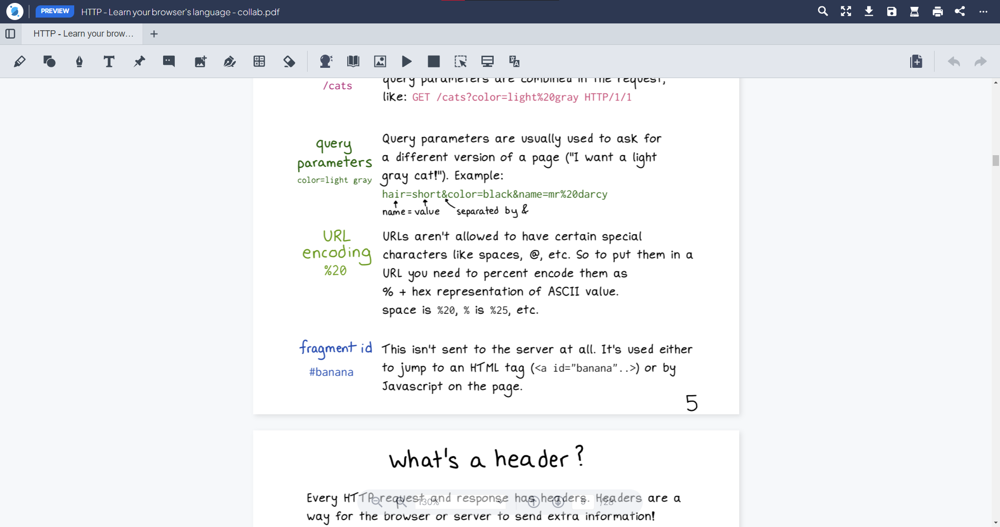 PREVIEW HTTP - Learn your browser's language - collab.pdf
HTTP - Learn your brow...
/cats
query parameters are combined in the request,
like: GET /cats?color=light%20gray HTTP/1/1
query
parameters
color=light gray
Query parameters are usually used to ask for
a different version of a page ("I want a light
gray cat!"). Example:
hair=short&color=black&name=mr%20darcy
name = value separated by &
URL
encoding
%20
URLs aren't allowed to have certain special
characters like spaces, @, etc. So to put them in a
URL you need to percent encode them as
% + hex representation of ASCII value.
space is %20, % is %25, etc.
fragment id
#banana
This isn't sent to the server at all. It's used either
to jump to an HTML tag (<a id="banana"..>) or by
Javascript on the page.
5
what's a header?
Every HTTP request and response has headers. Headers are a
130% 5 /28
way for the browser or server to send extra information!